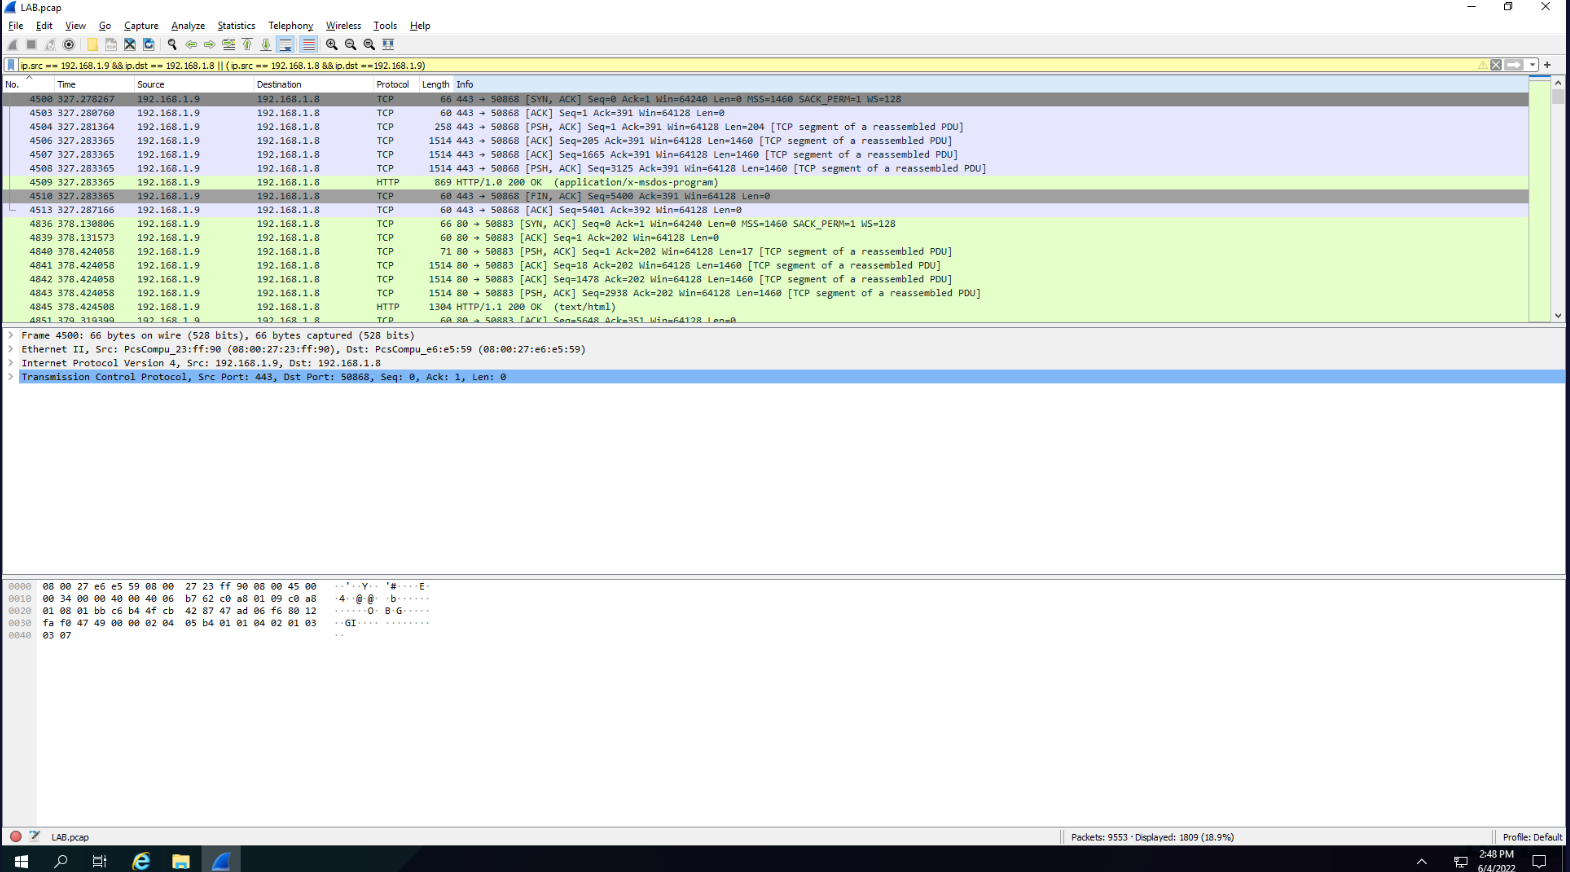 LAB.pcap
File Edit View Go Capture Analyze Statistics Telephony Wireless Tools Help
ip.src == 192.168.1.9 && ip.dst == 192.168.1.8 || (ip.src == 192.168.1.8 && ip.dst ==192.168.1.9)
No. Time Source Destination Protocol Length Info
4500 327.278267 192.168.1.9 192.168.1.8 TCP 66 443 → 50868 [SYN, ACK] Seq=0 Ack=1 Win=64240 Len=0 MSS=1460 SACK_PERM=1 WS=128
4503 327.280760 192.168.1.9 192.168.1.8 TCP 60 443 → 50868 [ACK] Seq=1 Ack=391 Win=64128 Len=0
4504 327.281364 192.168.1.9 192.168.1.8 TCP 258 443 → 50868 [PSH, ACK] Seq=1 Ack=391 Win=64128 Len=204 [TCP segment of a reassembled PDU]
4506 327.283365 192.168.1.9 192.168.1.8 TCP 1514 443 → 50868 [ACK] Seq=205 Ack=391 Win=64128 Len=1460 [TCP segment of a reassembled PDU]
4507 327.283365 192.168.1.9 192.168.1.8 TCP 1514 443 → 50868 [ACK] Seq=1665 Ack=391 Win=64128 Len=1460 [TCP segment of a reassembled PDU]
4508 327.283365 192.168.1.9 192.168.1.8 TCP 1514 443 → 50868 [PSH, ACK] Seq=3125 Ack=391 Win=64128 Len=1460 [TCP segment of a reassembled PDU]
4509 327.283365 192.168.1.9 192.168.1.8 HTTP 869 HTTP/1.0 200 OK (application/x-msdos-program)
4510 327.283365 192.168.1.9 192.168.1.8 TCP 60 443 → 50868 [FIN, ACK] Seq=5400 Ack=391 Win=64128 Len=0
4513 327.287166 192.168.1.9 192.168.1.8 TCP 60 443 → 50868 [ACK] Seq=5401 Ack=392 Win=64128 Len=0
4836 378.130806 192.168.1.9 192.168.1.8 TCP 66 80 → 50883 [SYN, ACK] Seq=0 Ack=1 Win=64240 Len=0 MSS=1460 SACK_PERM=1 WS=128
4839 378.131573 192.168.1.9 192.168.1.8 TCP 60 80 → 50883 [ACK] Seq=1 Ack=202 Win=64128 Len=0
4840 378.424058 192.168.1.9 192.168.1.8 TCP 71 80 → 50883 [PSH, ACK] Seq=1 Ack=202 Win=64128 Len=17 [TCP segment of a reassembled PDU]
4841 378.424058 192.168.1.9 192.168.1.8 TCP 1514 80 → 50883 [ACK] Seq=18 Ack=202 Win=64128 Len=1460 [TCP segment of a reassembled PDU]
4842 378.424058 192.168.1.9 192.168.1.8 TCP 1514 80 → 50883 [ACK] Seq=1478 Ack=202 Win=64128 Len=1460 [TCP segment of a reassembled PDU]
4843 378.424058 192.168.1.9 192.168.1.8 TCP 1514 80 → 50883 [PSH, ACK] Seq=2938 Ack=202 Win=64128 Len=1460 [TCP segment of a reassembled PDU]
4845 378.424508 192.168.1.9 192.168.1.8 HTTP 1304 HTTP/1.1 200 OK (text/html)
4851 379.319399 192.168.1.9 192.168.1.8 TCP 60 80 → 50883 [ACK] Seq=5648 Ack=351 Win=64128 Len=0
Frame 4500: 66 bytes on wire (528 bits), 66 bytes captured (528 bits)
Ethernet II, Src: PcsCompu_23:ff:90 (08:00:27:23:ff:90), Dst: PcsCompu_e6:e5:59 (08:00:27:e6:e5:59)
Internet Protocol Version 4, Src: 192.168.1.9, Dst: 192.168.1.8
Transmission Control Protocol, Src Port: 443, Dst Port: 50868, Seq: 0, Ack: 1, Len: 0
0000 08 00 27 e6 e5 59 08 00 27 23 ff 90 08 00 45 00 ··'··Y·· '#····E·
0010 00 34 00 00 40 00 40 06 b7 62 c0 a8 01 09 c0 a8 ·4··@·@· ·b······
0020 01 08 01 bb c6 b4 4f cb 42 87 47 ad 06 f6 80 12 ······O· B·G·····
0030 fa f0 47 49 00 00 02 04 05 b4 01 01 04 02 01 03 ··GI···· ········
0040 03 07 ··
LAB.pcap Packets: 9553 · Displayed: 1809 (18.9%) Profile: Default
2:48 PM
6/4/2022